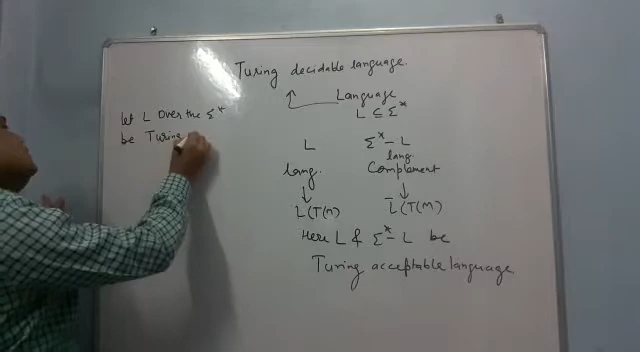 Turing decidable language.
Language
L ⊆ Σ*
let L over the Σ*
be Turing
L Σ* - L
lang.
lang. Complement
L(T(M) L̄(T(M)
Here L & Σ* - L be
Turing acceptable language